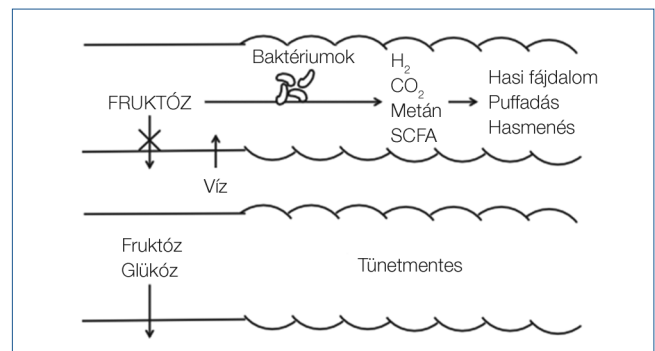 Baktériumok
FRUKTÓZ
H₂
CO₂
Metán
SCFA
Hasi fájdalom
Puffadás
Hasmenés
Víz
Fruktóz
Glükóz
Tünetmentes